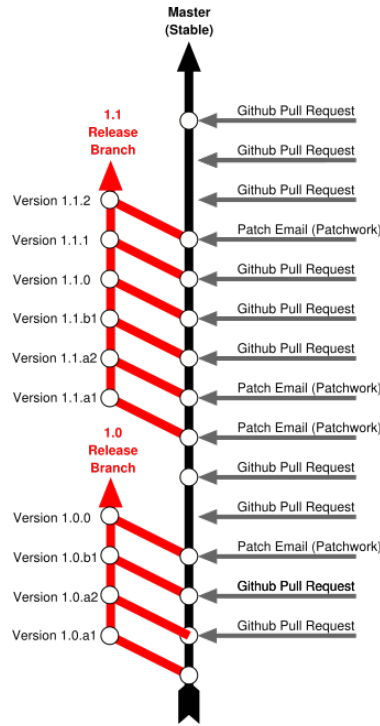 Master
(Stable)
Github Pull Request
1.1
Release
Branch
Github Pull Request
Github Pull Request
Version 1.1.2
Patch Email (Patchwork)
Version 1.1.1
Github Pull Request
Version 1.1.0
Github Pull Request
Version 1.1.b1
Github Pull Request
Version 1.1.a2
Patch Email (Patchwork)
Version 1.1.a1
Patch Email (Patchwork)
1.0
Release
Branch
Github Pull Request
Github Pull Request
Version 1.0.0
Patch Email (Patchwork)
Version 1.0.b1
Github Pull Request
Version 1.0.a2
Github Pull Request
Version 1.0.a1